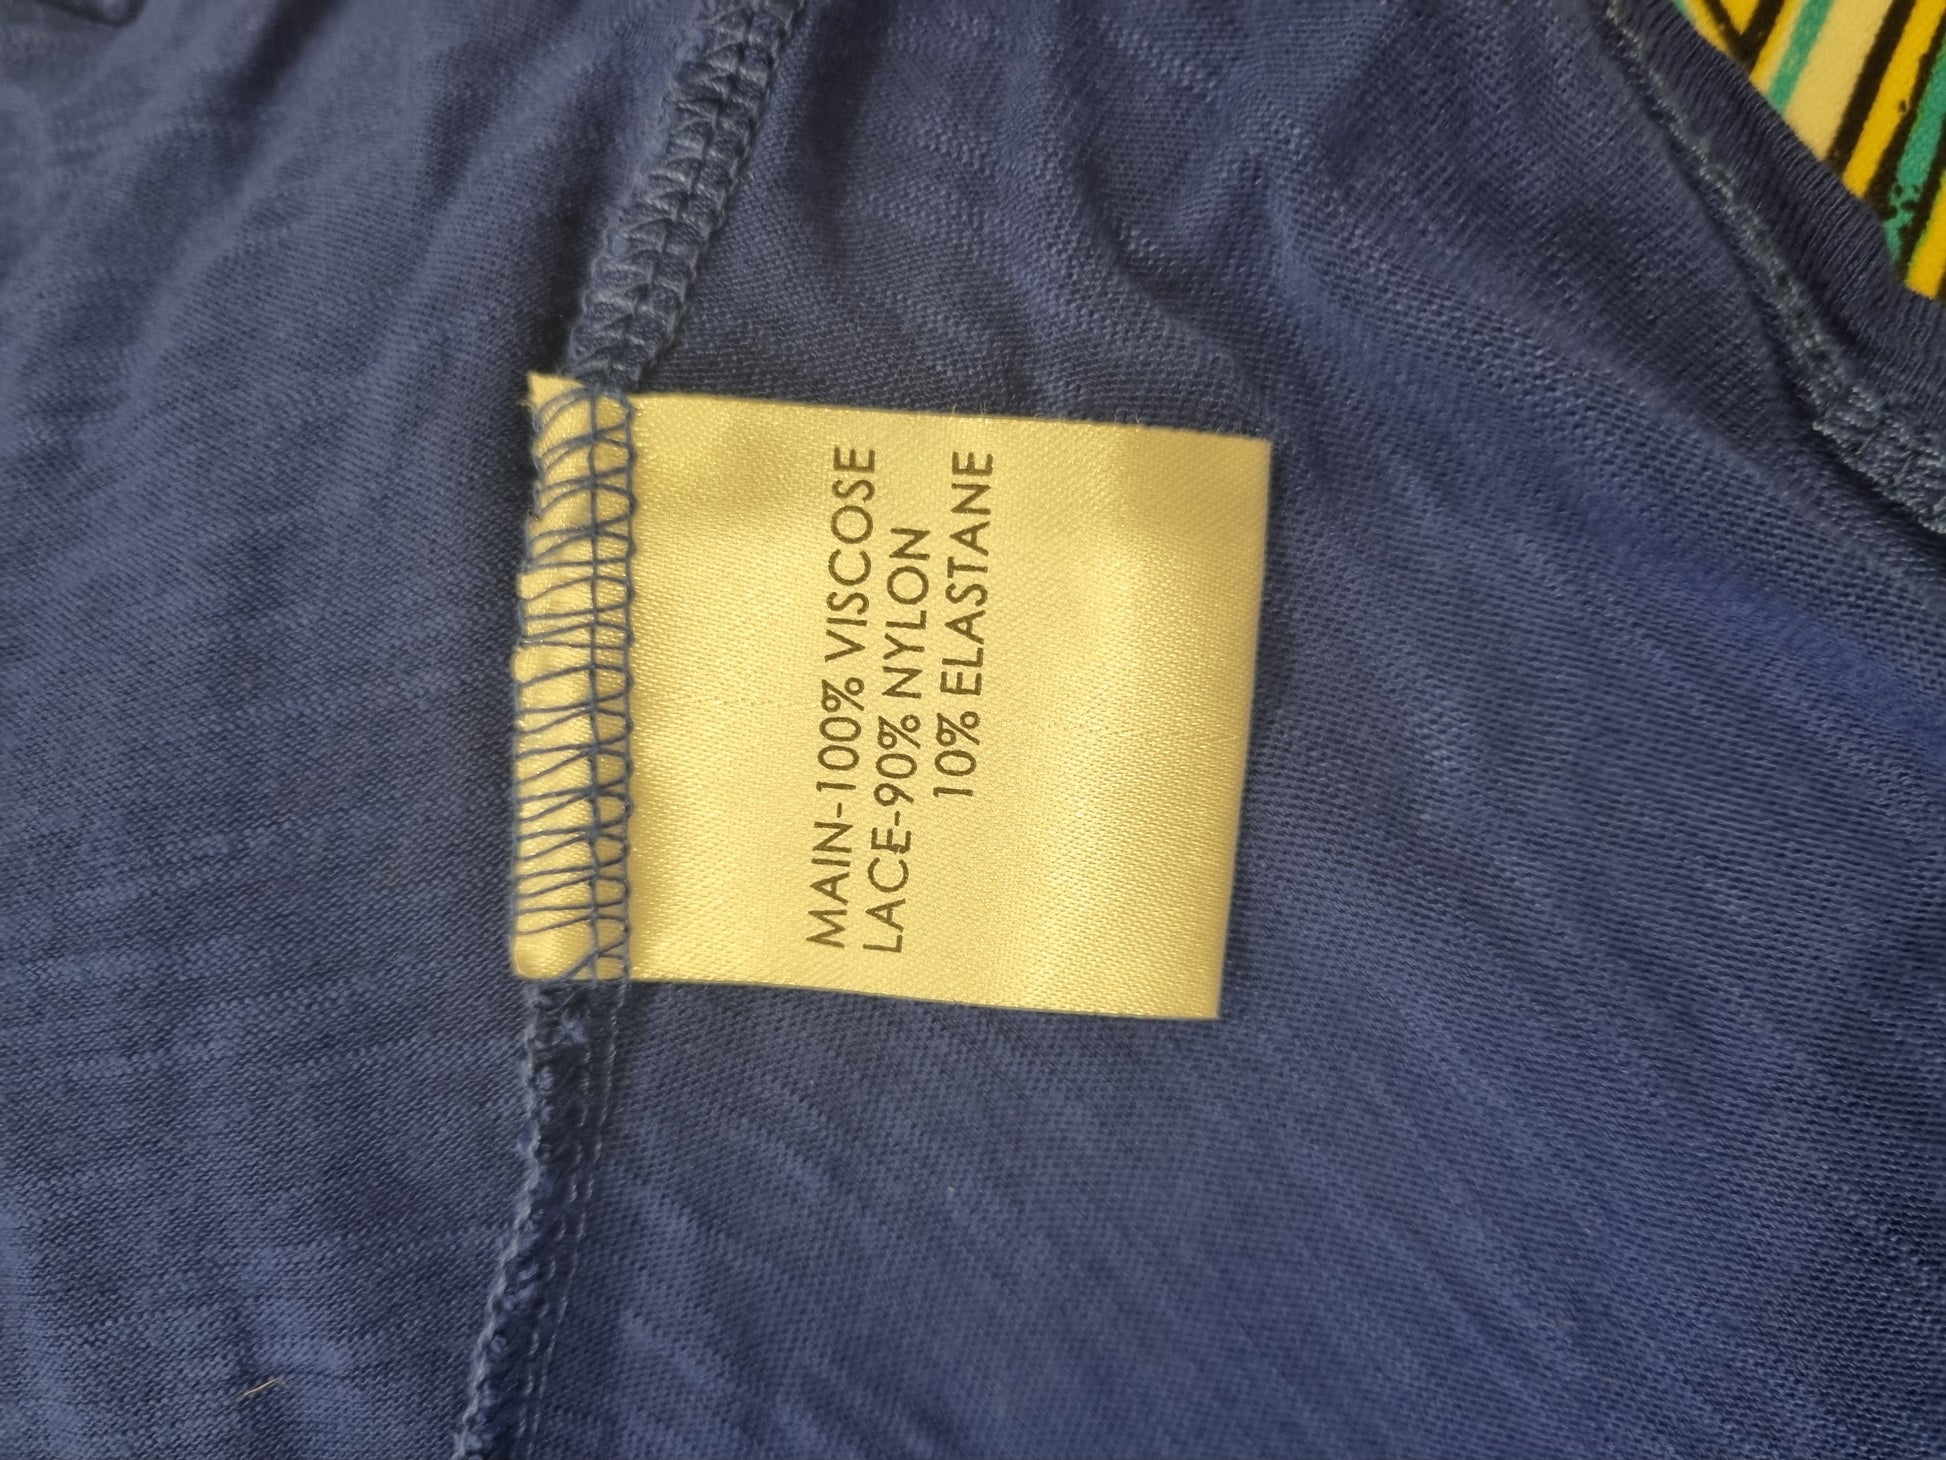 MAIN-100% VISCOSE
LACE-90% NYLON
10% ELASTANE